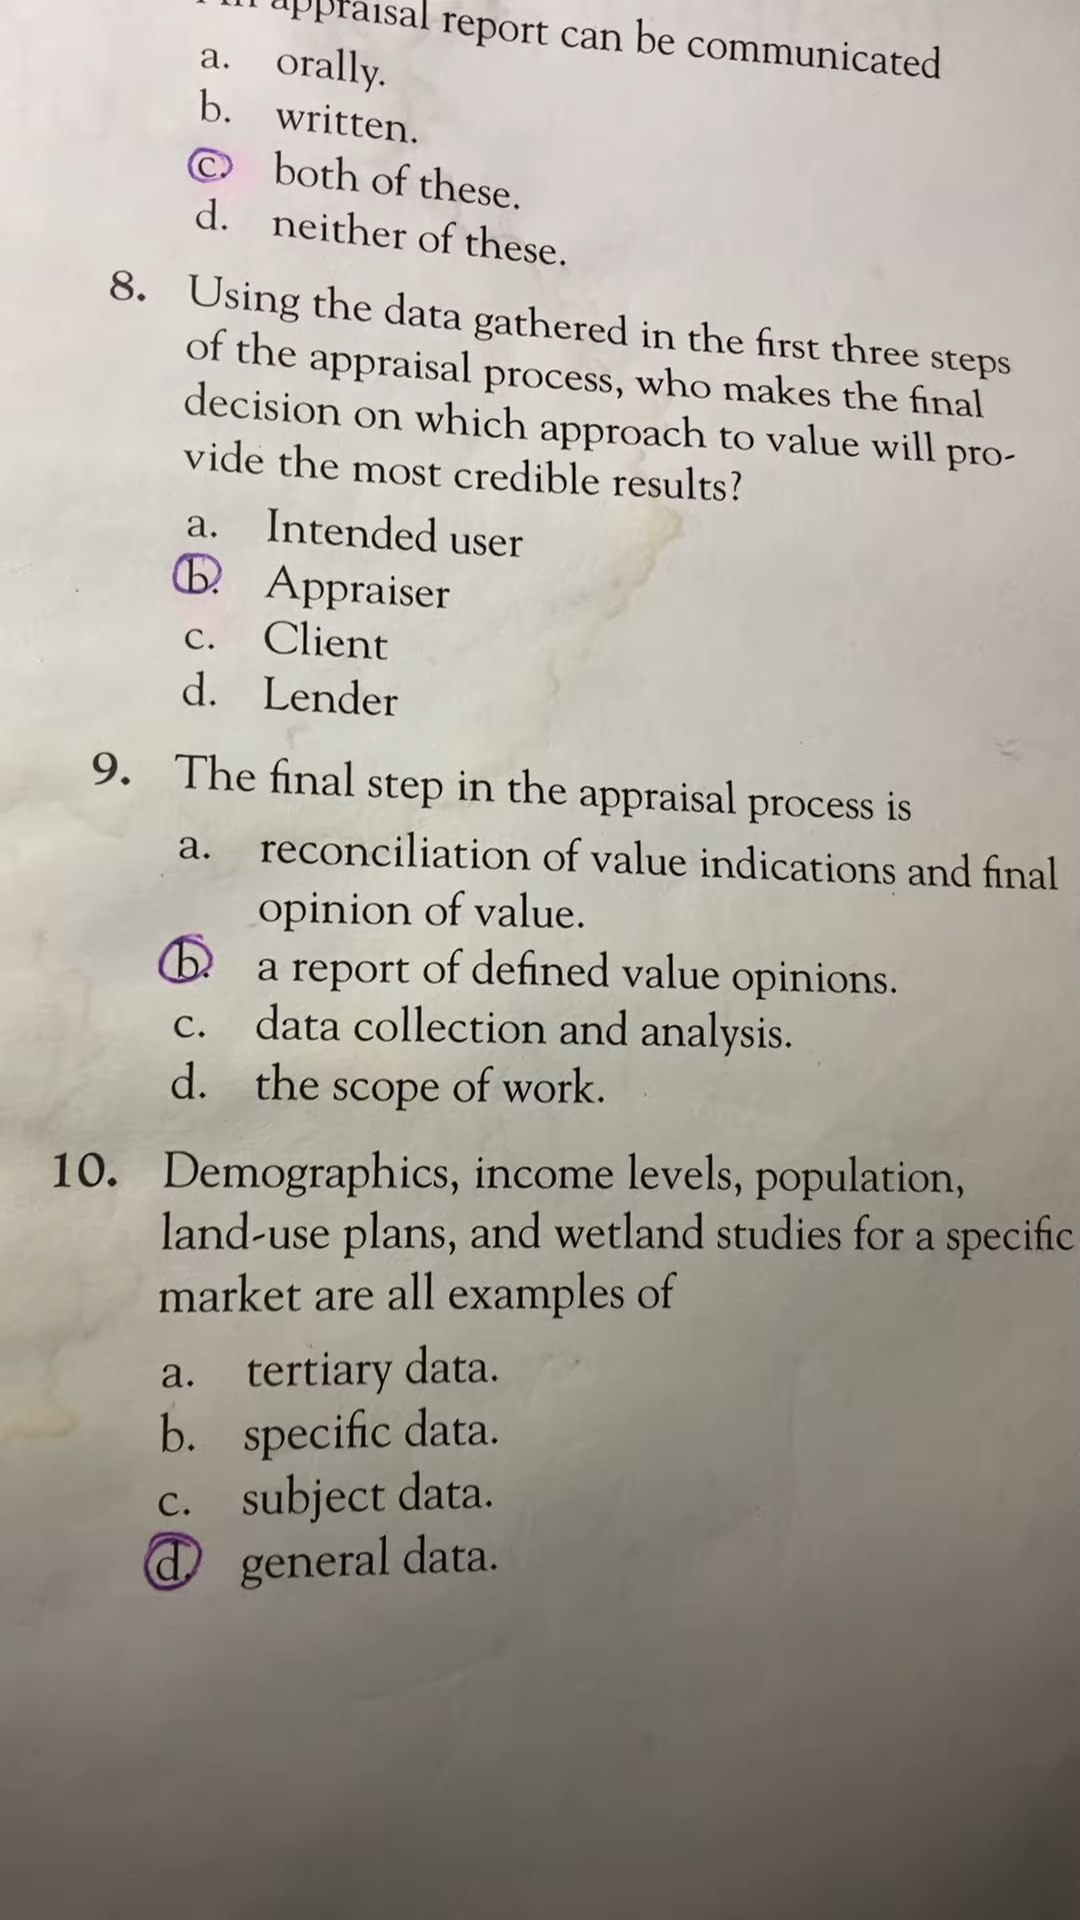 appraisal report can be communicated
a. orally.
b. written.
c. both of these.
d. neither of these.
8. Using the data gathered in the first three steps
of the appraisal process, who makes the final
decision on which approach to value will pro-
vide the most credible results?
a. Intended user
b. Appraiser
c. Client
d. Lender
9. The final step in the appraisal process is
a. reconciliation of value indications and final
opinion of value.
b. a report of defined value opinions.
c. data collection and analysis.
d. the scope of work.
10. Demographics, income levels, population,
land-use plans, and wetland studies for a specific
market are all examples of
a. tertiary data.
b. specific data.
c. subject data.
d. general data.